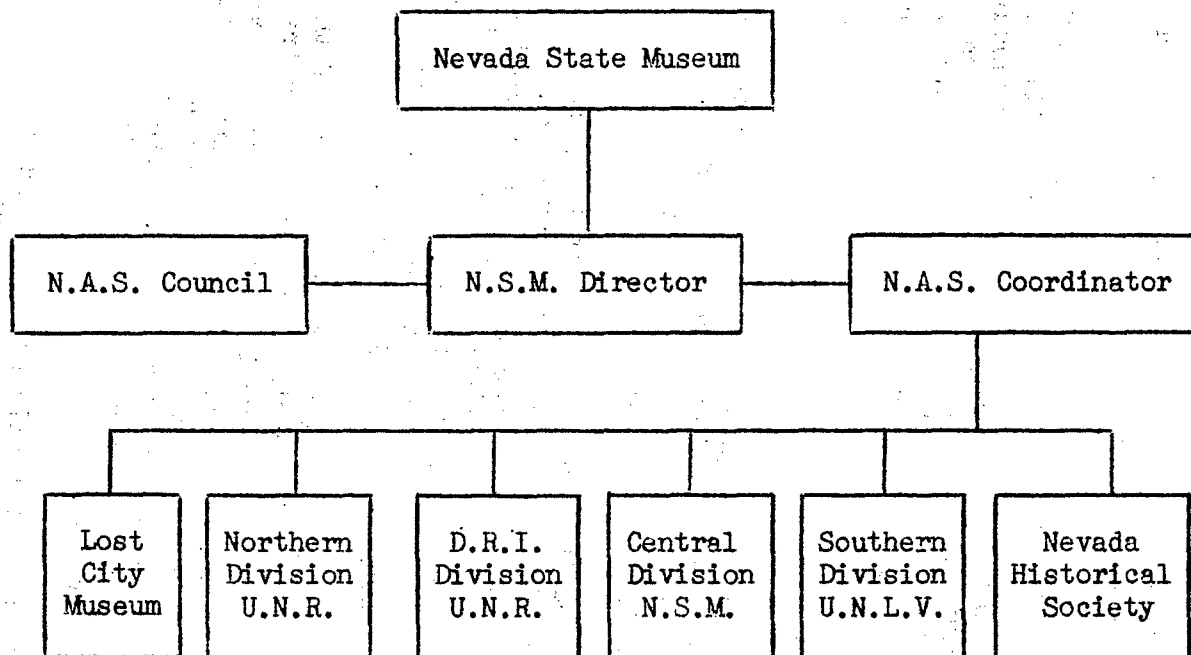 Nevada State Museum
N.A.S. Council
N.S.M. Director
N.A.S. Coordinator
Lost
City
Museum
Northern
Division
U.N.R.
D.R.I.
Division
U.N.R.
Central
Division
N.S.M.
Southern
Division
U.N.L.V.
Nevada
Historical
Society